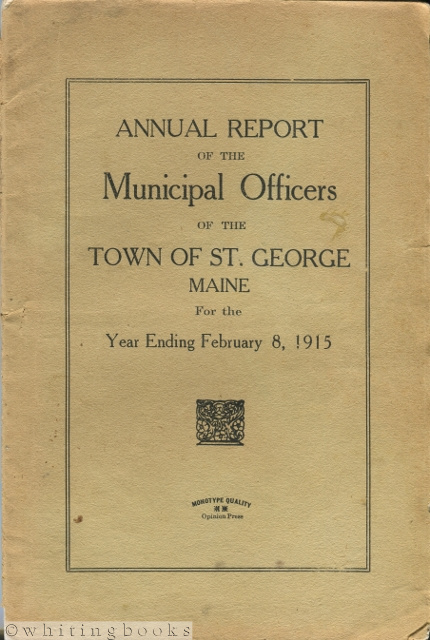 ANNUAL REPORT
OF THE
Municipal Officers
OF THE
TOWN OF ST. GEORGE
MAINE
For the
Year Ending February 8, 1915
MONOTYPE QUALITY
Opinion Press
©whitingbooks